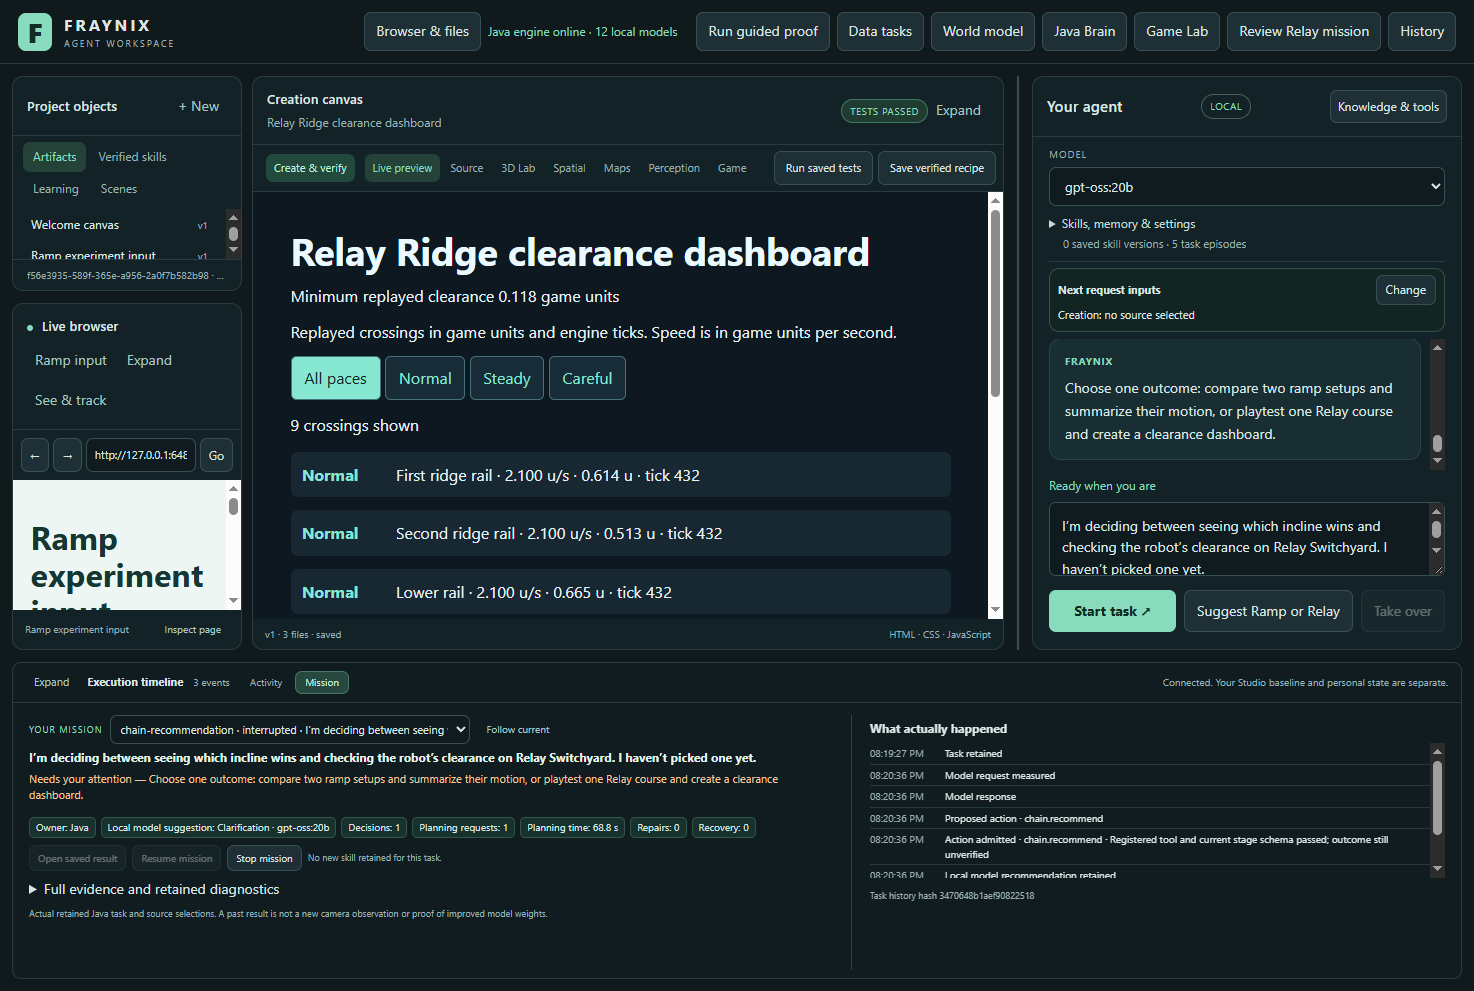 F
FRAYNIX
AGENT WORKSPACE
Browser & files
Java engine online · 12 local models
Run guided proof
Data tasks
World model
Java Brain
Game Lab
Review Relay mission
History
Project objects
+ New
Artifacts
Verified skills
Learning
Scenes
Welcome canvas v1
Ramp experiment input v1
f56e3935-589f-365e-a956-2a0f7b582b98 · ...
Live browser
Ramp input
Expand
See & track
←
→
http://127.0.0.1:648
Go
Ramp
experiment
input
Ramp experiment input
Inspect page
Creation canvas
Relay Ridge clearance dashboard
TESTS PASSED
Expand
Create & verify
Live preview
Source
3D Lab
Spatial
Maps
Perception
Game
Run saved tests
Save verified recipe
Relay Ridge clearance dashboard
Minimum replayed clearance 0.118 game units
Replayed crossings in game units and engine ticks. Speed is in game units per second.
All paces
Normal
Steady
Careful
9 crossings shown
Normal First ridge rail · 2.100 u/s · 0.614 u · tick 432
Normal Second ridge rail · 2.100 u/s · 0.513 u · tick 432
Normal Lower rail · 2.100 u/s · 0.665 u · tick 432
v1 · 3 files · saved
HTML · CSS · JavaScript
Your agent
LOCAL
Knowledge & tools
MODEL
gpt-oss:20b
Skills, memory & settings
0 saved skill versions · 5 task episodes
Next request inputs
Change
Creation: no source selected
FRAYNIX
Choose one outcome: compare two ramp setups and
summarize their motion, or playtest one Relay course
and create a clearance dashboard.
Ready when you are
I'm deciding between seeing which incline wins and
checking the robot's clearance on Relay Switchyard. I
haven't picked one yet.
Start task ↗
Suggest Ramp or Relay
Take over
Expand
Execution timeline
3 events
Activity
Mission
Connected. Your Studio baseline and personal state are separate.
YOUR MISSION
chain-recommendation · interrupted · I'm deciding between seeing
Follow current
I'm deciding between seeing which incline wins and checking the robot's clearance on Relay Switchyard. I haven't picked one yet.
Needs your attention — Choose one outcome: compare two ramp setups and summarize their motion, or playtest one Relay course and create a clearance
dashboard.
Owner: Java
Local model suggestion: Clarification · gpt-oss:20b
Decisions: 1
Planning requests: 1
Planning time: 68.8 s
Repairs: 0
Recovery: 0
Open saved result
Resume mission
Stop mission
No new skill retained for this task.
Full evidence and retained diagnostics
Actual retained Java task and source selections. A past result is not a new camera observation or proof of improved model weights.
What actually happened
08:19:27 PM Task retained
08:20:36 PM Model request measured
08:20:36 PM Model response
08:20:36 PM Proposed action · chain.recommend
08:20:36 PM Action admitted · chain.recommend · Registered tool and current stage schema passed; outcome still
unverified
08:20:36 PM Local model recommendation retained
Task history hash 3470648b1aef90822518